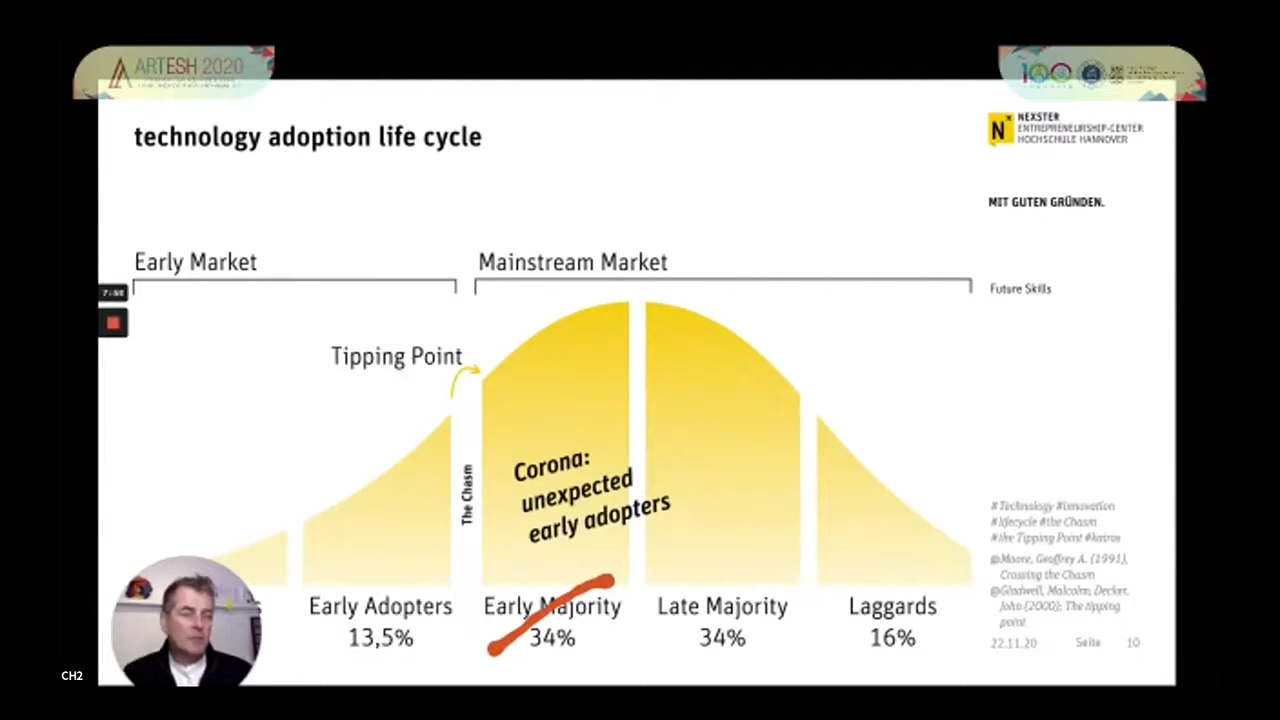 ARTESH 2020
100
technology adoption life cycle
N
NEXSTER
ENTREPRENEURSHIP-CENTER
HOCHSCHULE HANNOVER
MIT GUTEN GRÜNDEN.
Early Market
Mainstream Market
Future Skills
Tipping Point
The Chasm
Corona:
unexpected
early adopters
Early Adopters
13,5%
Early Majority
34%
Late Majority
34%
Laggards
16%
#Technology #Innovation
#lifecycle #the Chasm
#the Tipping Point #kairos
@Moore, Geoffrey A. (1991),
Crossing the Chasm
@Gladwell, Malcolm; Decker,
John (2000); The tipping
point
22.11.20 Seite 10
CH2